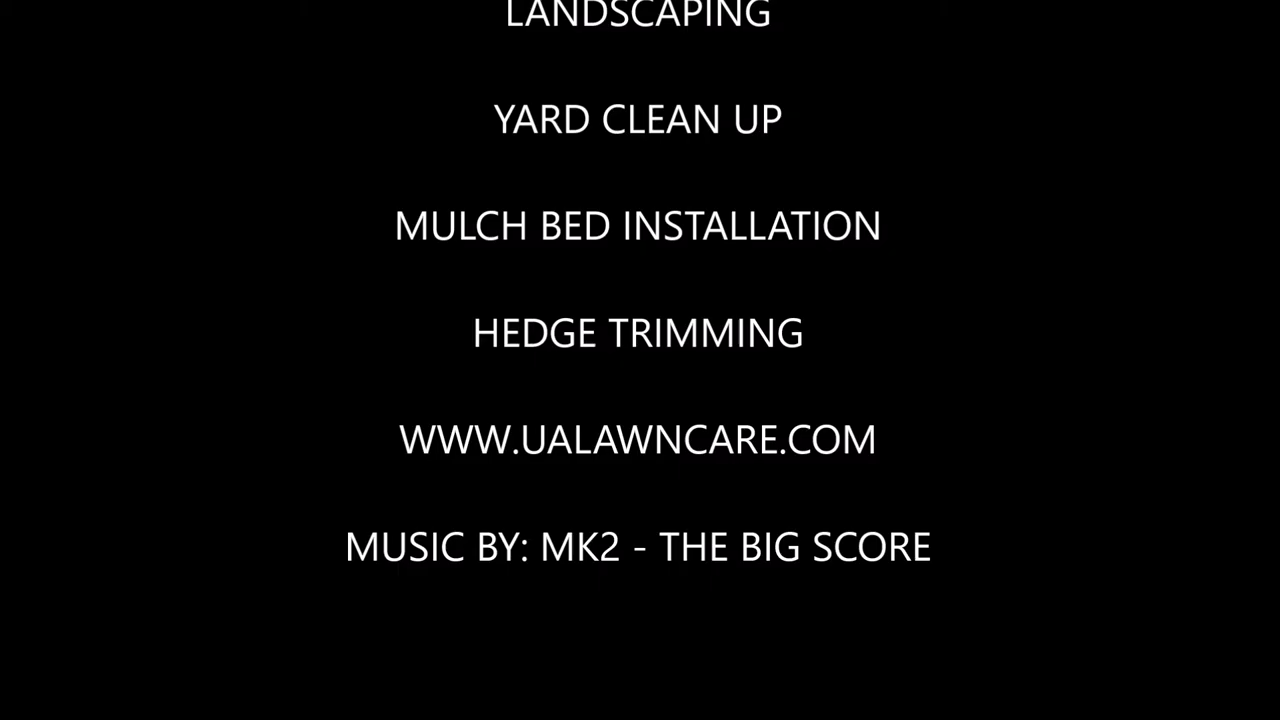 LANDSCAPING
YARD CLEAN UP
MULCH BED INSTALLATION
HEDGE TRIMMING
WWW.UALAWNCARE.COM
MUSIC BY: MK2 - THE BIG SCORE